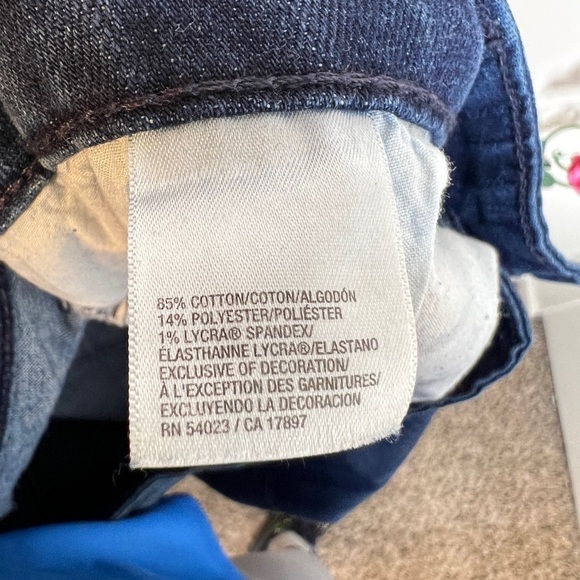 85% COTTON/COTON/ALGODÓN
14% POLYESTER/POLIÉSTER
1% LYCRA® SPANDEX/
ÉLASTHANNE LYCRA®/ELASTANO
EXCLUSIVE OF DECORATION/
À L'EXCEPTION DES GARNITURES/
EXCLUYENDO LA DECORACION
RN 54023 / CA 17897